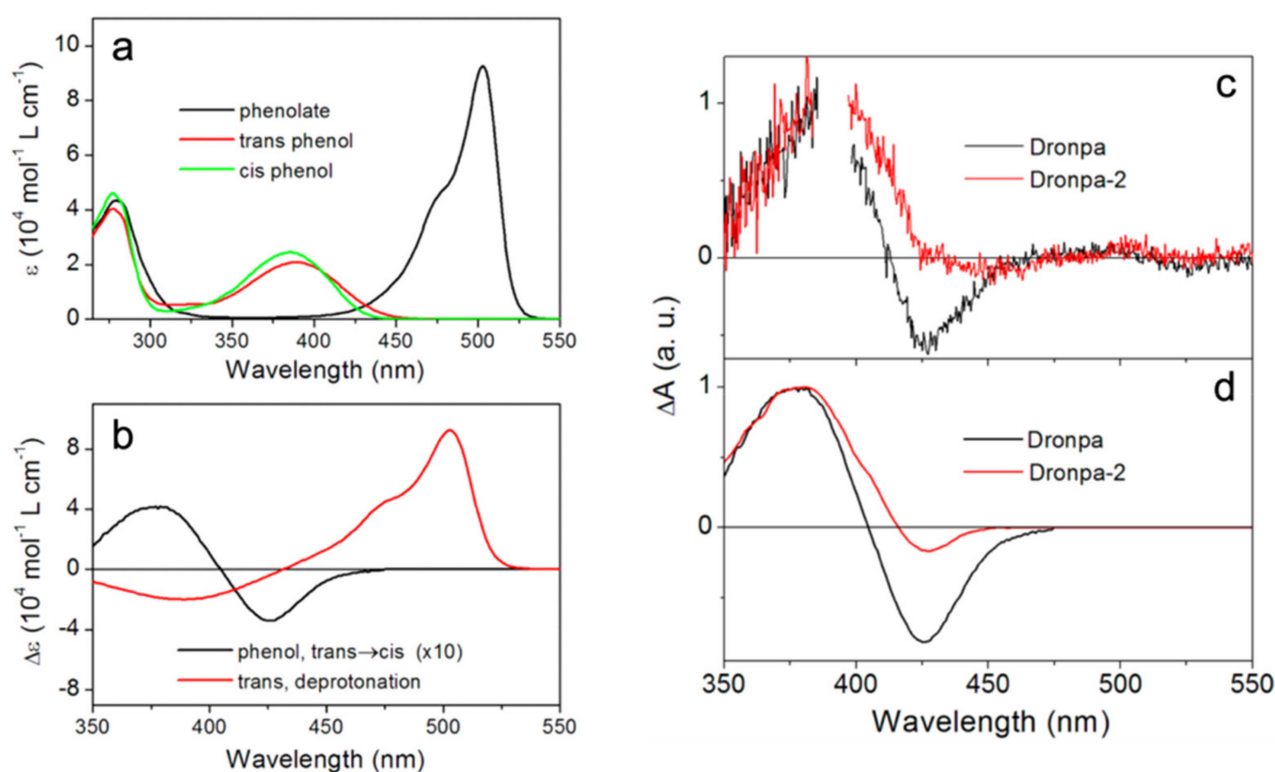 a
10
8
6
4
2
0
ε (10⁴ mol⁻¹ L cm⁻¹)
phenolate
trans phenol
cis phenol
300 350 400 450 500 550
Wavelength (nm)
b
8
4
0
-4
-8
Δε (10⁴ mol⁻¹ L cm⁻¹)
phenol, trans→cis (x10)
trans, deprotonation
350 400 450 500 550
Wavelength (nm)
c
1
0
Dronpa
Dronpa-2
ΔA (a. u.)
d
1
0
Dronpa
Dronpa-2
350 400 450 500 550
Wavelength (nm)